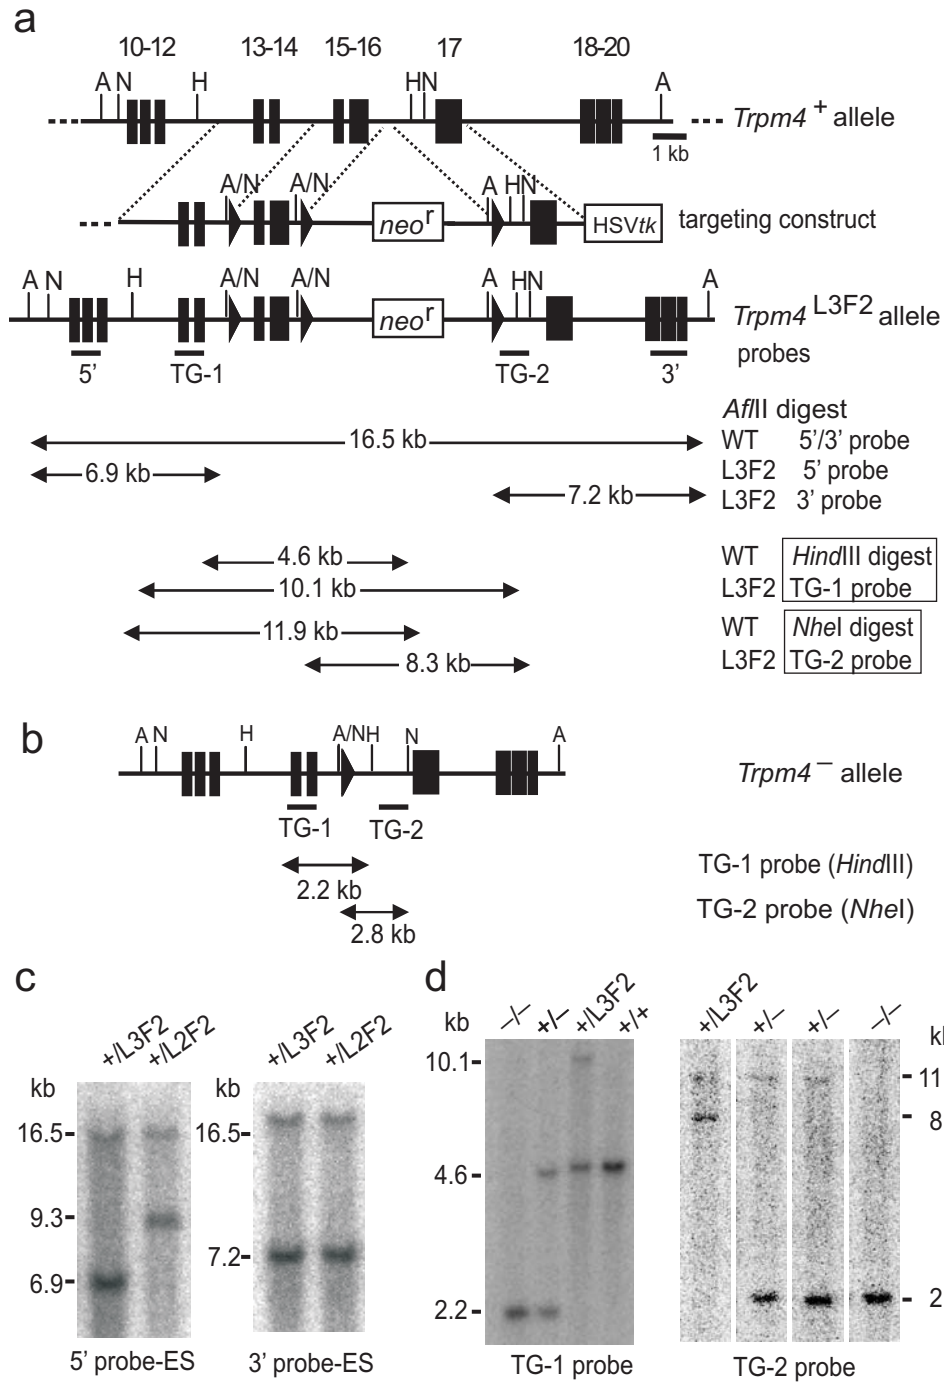 a
10-12 13-14 15-16 17 18-20
A N H HN A
Trpm4 + allele
1 kb
A/N A/N A HN
neor HSVtk targeting construct
A N H A/N A/N A HN A
neor
Trpm4 L3F2 allele
probes
5’ TG-1 TG-2 3’
AflII digest
16.5 kb WT 5’/3’ probe
6.9 kb L3F2 5’ probe
7.2 kb L3F2 3’ probe
4.6 kb WT HindIII digest
10.1 kb L3F2 TG-1 probe
11.9 kb WT NheI digest
8.3 kb L3F2 TG-2 probe
b
A N H A/N H N A
Trpm4 – allele
TG-1 TG-2
2.2 kb TG-1 probe (HindIII)
2.8 kb TG-2 probe (NheI)
c
+/L3F2 +/L2F2 +/L3F2 +/L2F2
kb kb
16.5 16.5
9.3
7.2
6.9
5’ probe-ES 3’ probe-ES
d
kb –/– +/– +/L3F2 +/+
10.1
4.6
2.2
TG-1 probe
+/L3F2 +/– +/– –/–
11
8
2
TG-2 probe